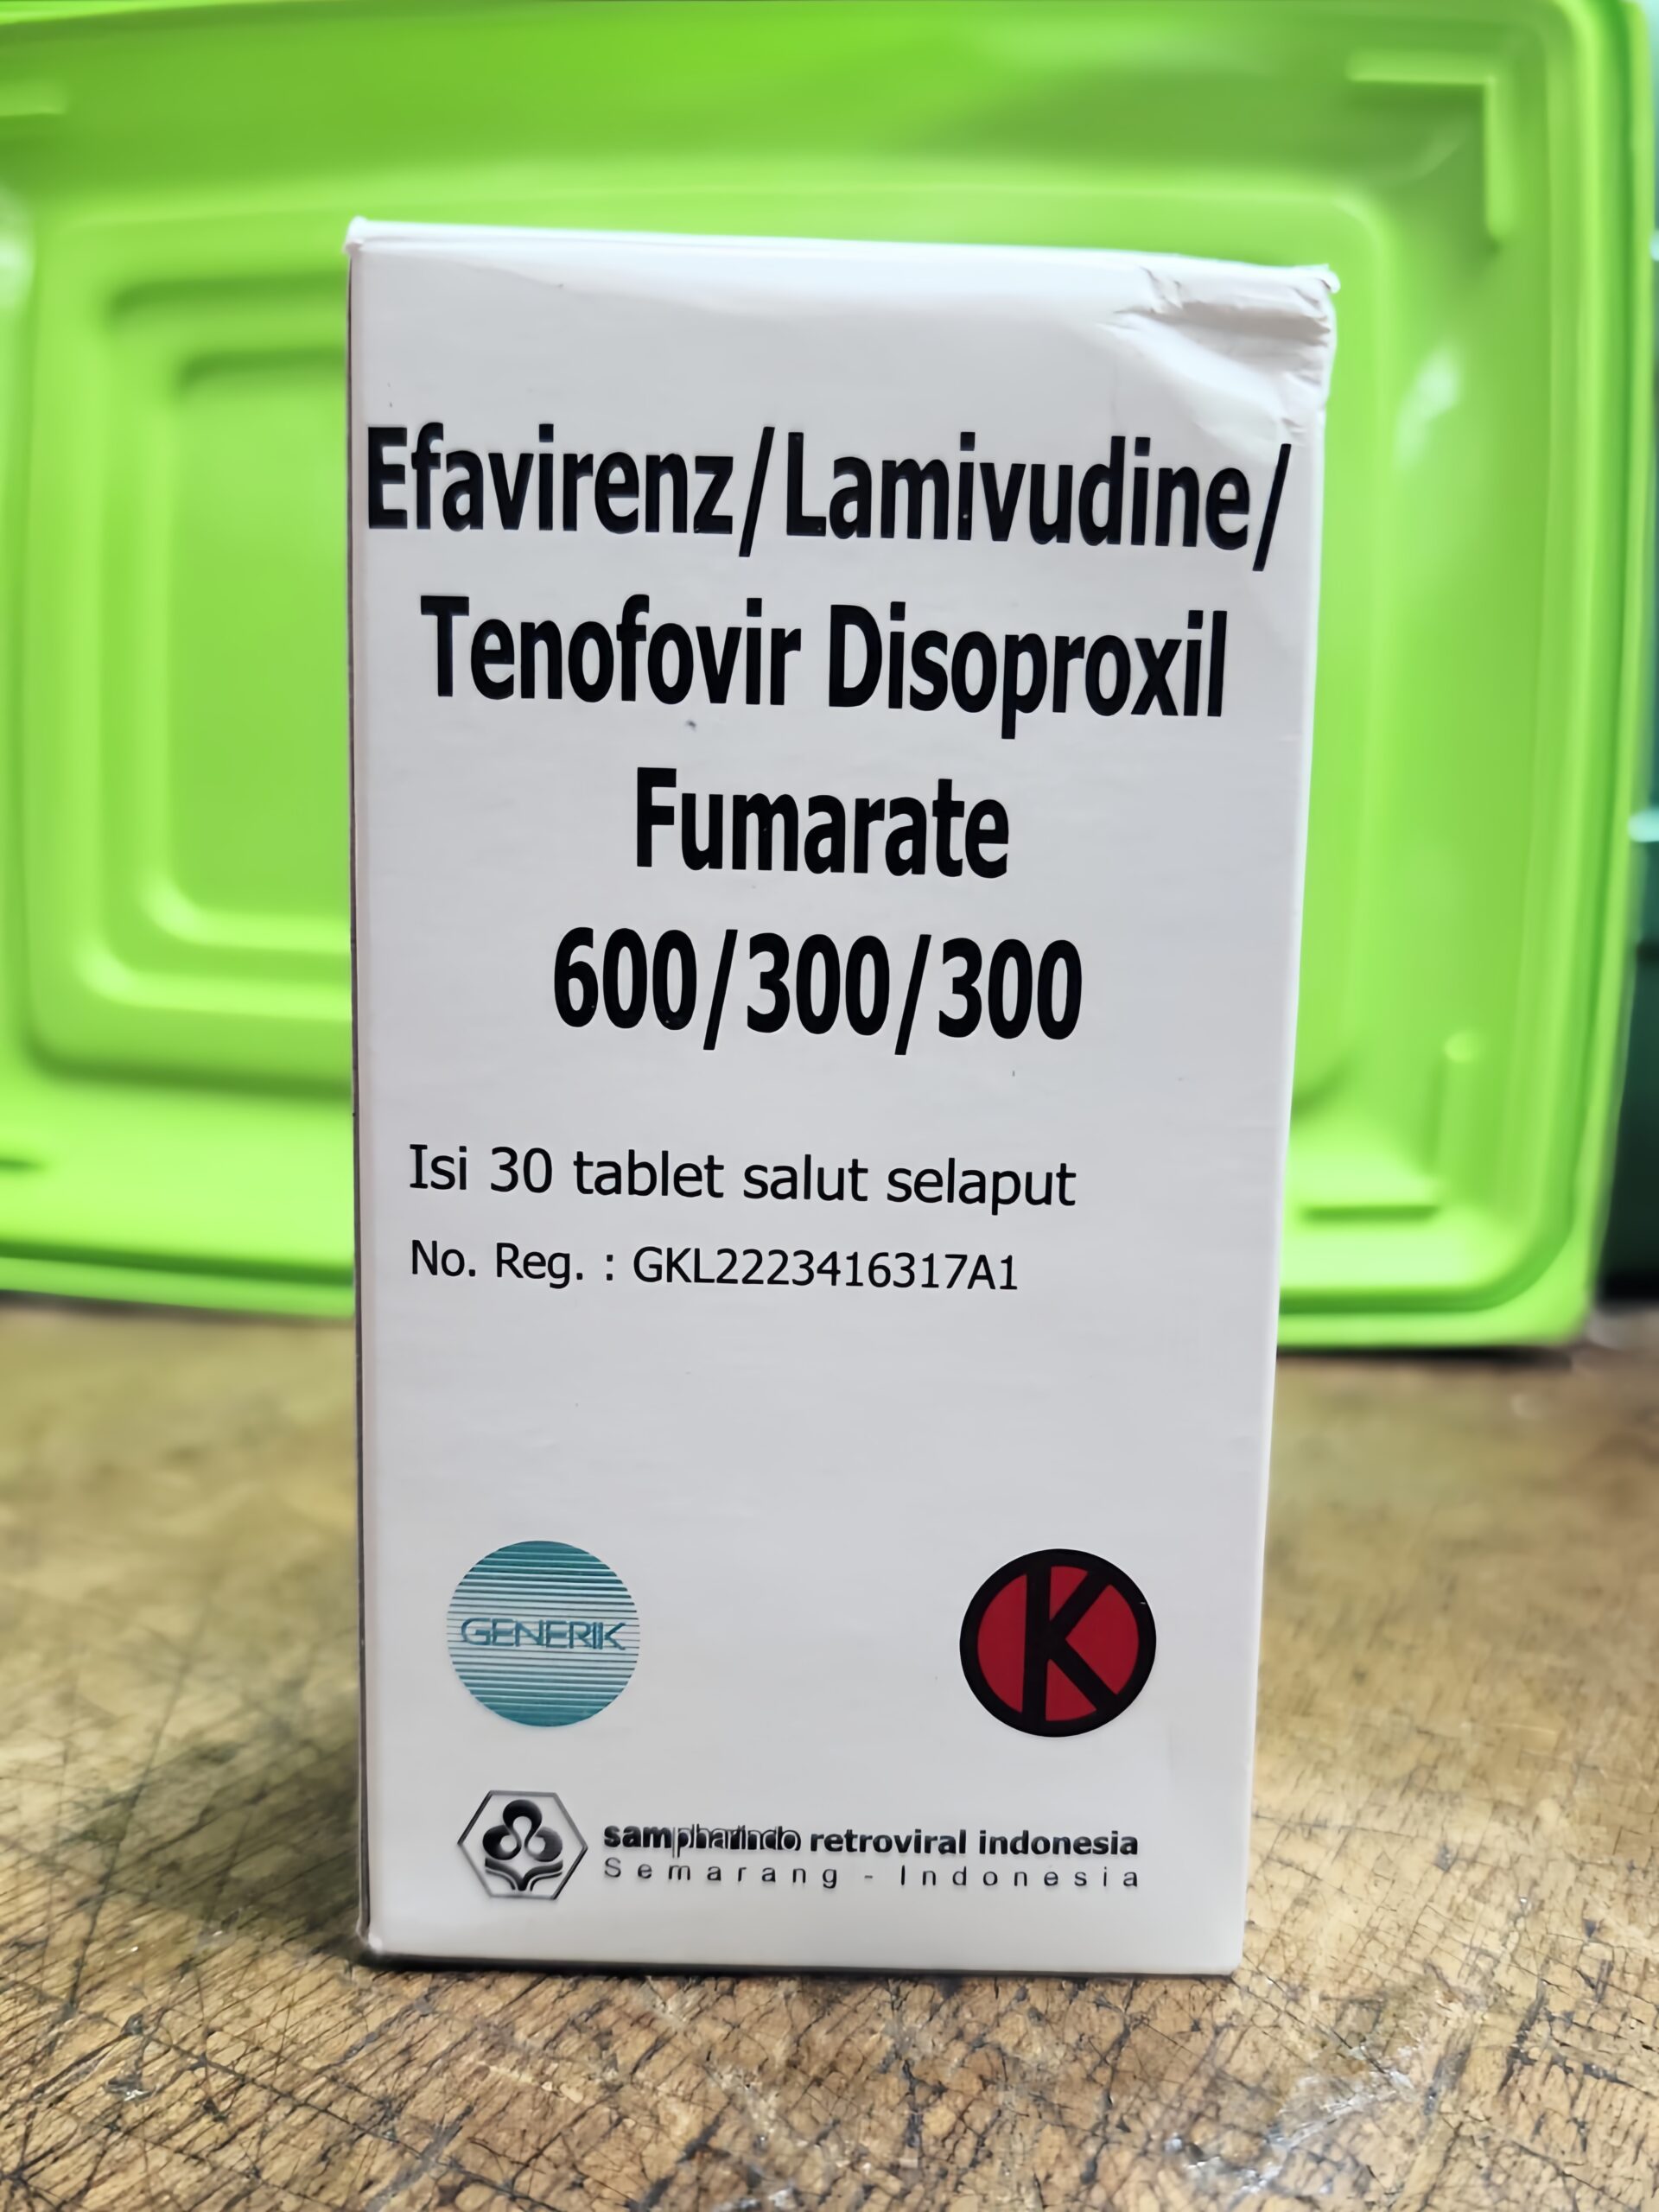 Efavirenz/Lamivudine/
Tenofovir Disoproxil
Fumarate
600/300/300
Isi 30 tablet salut selaput
No. Reg. : GKL2223416317A1
GENERIK
K
sampharindo retroviral indonesia
Semarang - Indonesia